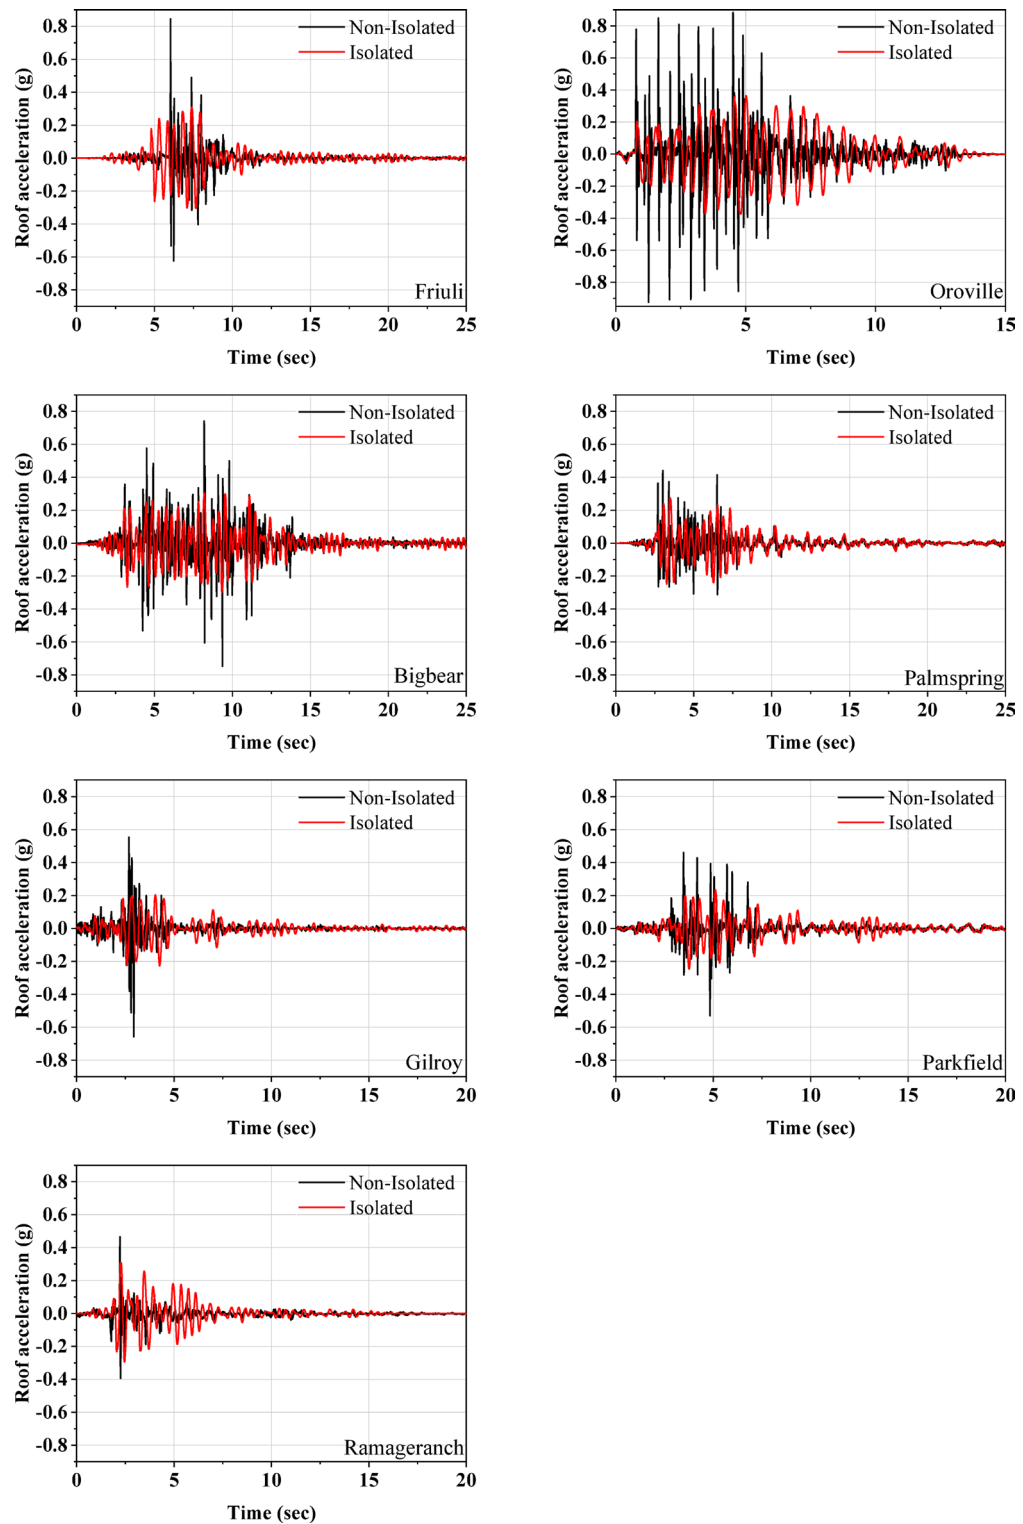 Roof acceleration (g)
0.8
0.6
0.4
0.2
0.0
-0.2
-0.4
-0.6
-0.8
Non-Isolated
Isolated
Friuli
0 5 10 15 20 25
Time (sec)
Roof acceleration (g)
0.8
0.6
0.4
0.2
0.0
-0.2
-0.4
-0.6
-0.8
Non-Isolated
Isolated
Oroville
0 5 10 15
Time (sec)
Roof acceleration (g)
0.8
0.6
0.4
0.2
0.0
-0.2
-0.4
-0.6
-0.8
Non-Isolated
Isolated
Bigbear
0 5 10 15 20 25
Time (sec)
Roof acceleration (g)
0.8
0.6
0.4
0.2
0.0
-0.2
-0.4
-0.6
-0.8
Non-Isolated
Isolated
Palmspring
0 5 10 15 20 25
Time (sec)
Roof acceleration (g)
0.8
0.6
0.4
0.2
0.0
-0.2
-0.4
-0.6
-0.8
Non-Isolated
Isolated
Gilroy
0 5 10 15 20
Time (sec)
Roof acceleration (g)
0.8
0.6
0.4
0.2
0.0
-0.2
-0.4
-0.6
-0.8
Non-Isolated
Isolated
Parkfield
0 5 10 15 20
Time (sec)
Roof acceleration (g)
0.8
0.6
0.4
0.2
0.0
-0.2
-0.4
-0.6
-0.8
Non-Isolated
Isolated
Ramageranch
0 5 10 15 20
Time (sec)